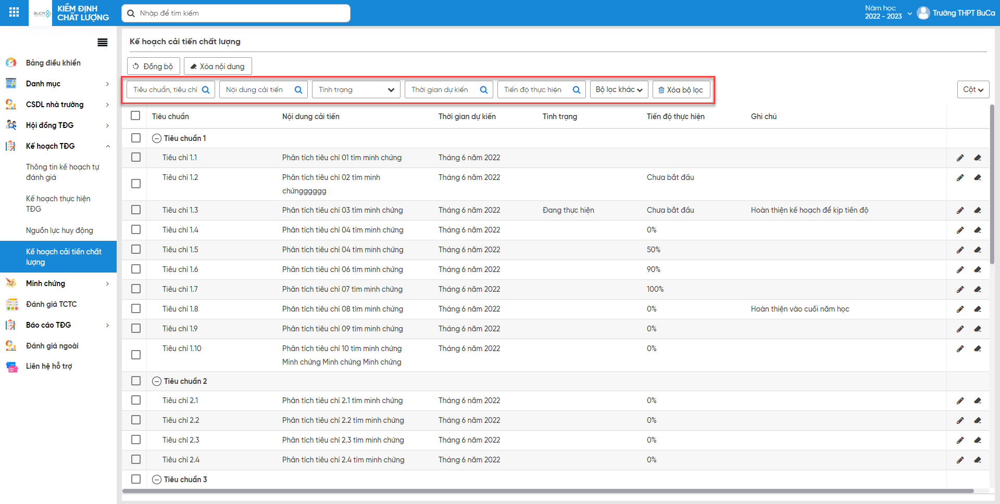 BUCA
KIỂM ĐỊNH
CHẤT LƯỢNG
Nhập để tìm kiếm
Năm học
2022 - 2023
Trường THPT BuCa
Bảng điều khiển
Danh mục
CSDL nhà trường
Hội đồng TĐG
Kế hoạch TĐG
Thông tin kế hoạch tự
đánh giá
Kế hoạch thực hiện
TĐG
Nguồn lực huy động
Kế hoạch cải tiến chất
lượng
Minh chứng
Đánh giá TCTC
Báo cáo TĐG
Đánh giá ngoài
Liên hệ hỗ trợ
Kế hoạch cải tiến chất lượng
Đồng bộ Xóa nội dung
Tiêu chuẩn, tiêu chí Nội dung cải tiến Tình trạng Thời gian dự kiến Tiến độ thực hiện Bộ lọc khác Xóa bộ lọc Cột
Tiêu chuẩn Nội dung cải tiến Thời gian dự kiến Tình trạng Tiến độ thực hiện Ghi chú
Tiêu chuẩn 1
Tiêu chí 1.1 Phân tích tiêu chí 01 tìm minh chứng Tháng 6 năm 2022
Tiêu chí 1.2 Phân tích tiêu chí 02 tìm minh Tháng 6 năm 2022 Chưa bắt đầu
chứngggggg
Tiêu chí 1.3 Phân tích tiêu chí 03 tìm minh chứng Tháng 6 năm 2022 Đang thực hiện Chưa bắt đầu Hoàn thiện kế hoạch để kịp tiến độ
Tiêu chí 1.4 Phân tích tiêu chí 04 tìm minh chứng Tháng 6 năm 2022 0%
Tiêu chí 1.5 Phân tích tiêu chí 04 tìm minh chứng Tháng 6 năm 2022 50%
Tiêu chí 1.6 Phân tích tiêu chí 06 tìm minh chứng Tháng 6 năm 2022 90%
Tiêu chí 1.7 Phân tích tiêu chí 07 tìm minh chứng Tháng 6 năm 2022 100%
Tiêu chí 1.8 Phân tích tiêu chí 08 tìm minh chứng Tháng 6 năm 2022 0% Hoàn thiện vào cuối năm học
Tiêu chí 1.9 Phân tích tiêu chí 09 tìm minh chứng Tháng 6 năm 2022 0%
Tiêu chí 1.10 Phân tích tiêu chí 10 tìm minh chứng Tháng 6 năm 2022 0%
Minh chứng Minh chứng Minh chứng
Tiêu chuẩn 2
Tiêu chí 2.1 Phân tích tiêu chí 2.1 tìm minh chứng Tháng 6 năm 2022 0%
Tiêu chí 2.2 Phân tích tiêu chí 2.2 tìm minh chứng Tháng 6 năm 2022 0%
Tiêu chí 2.3 Phân tích tiêu chí 2.3 tìm minh chứng Tháng 6 năm 2022 0%
Tiêu chí 2.4 Phân tích tiêu chí 2.4 tìm minh chứng Tháng 6 năm 2022 0%
Tiêu chuẩn 3